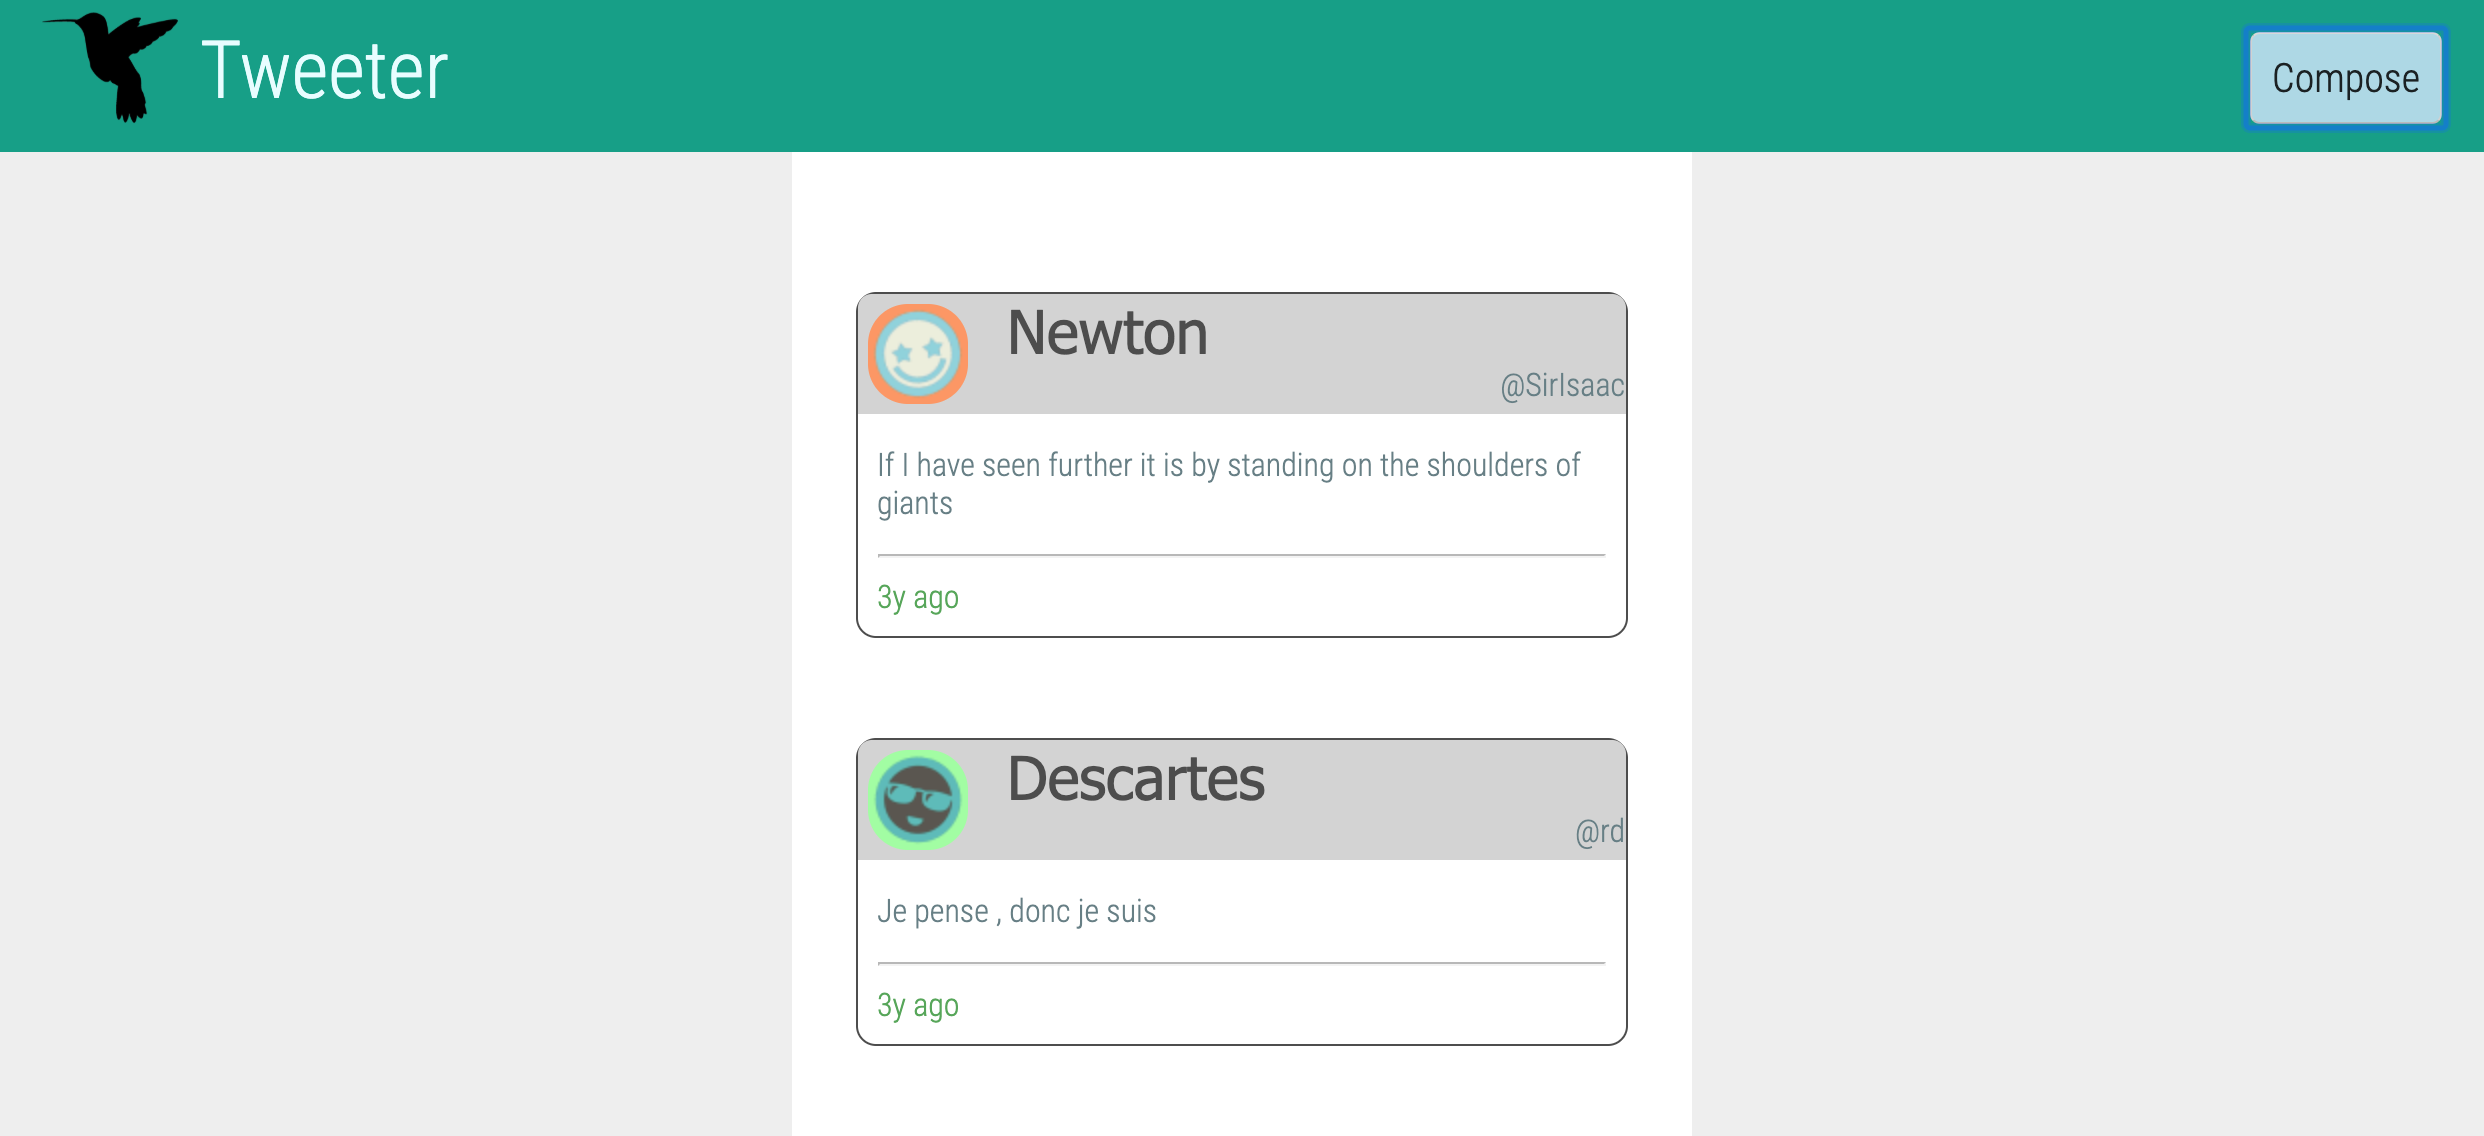 Tweeter
Compose
Newton
@SirIsaac
If I have seen further it is by standing on the shoulders of
giants
3y ago
Descartes
@rd
Je pense , donc je suis
3y ago